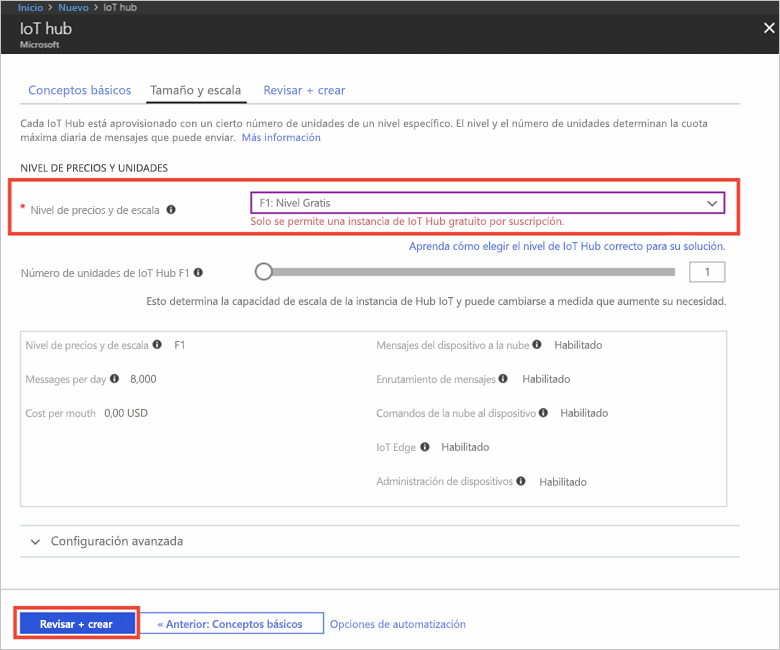 Inicio > Nuevo > IoT hub
IoT hub
Microsoft
Conceptos básicos Tamaño y escala Revisar + crear
Cada IoT Hub está aprovisionado con un cierto número de unidades de un nivel específico. El nivel y el número de unidades determinan la cuota
máxima diaria de mensajes que puede enviar. Más información
NIVEL DE PRECIOS Y UNIDADES
* Nivel de precios y de escala F1: Nivel Gratis
Solo se permite una instancia de IoT Hub gratuito por suscripción.
Aprenda cómo elegir el nivel de IoT Hub correcto para su solución.
Número de unidades de IoT Hub F1 1
Esto determina la capacidad de escala de la instancia de Hub IoT y puede cambiarse a medida que aumente su necesidad.
Nivel de precios y de escala F1 Mensajes del dispositivo a la nube Habilitado
Messages per day 8,000 Enrutamiento de mensajes Habilitado
Cost per mouth 0,00 USD Comandos de la nube al dispositivo Habilitado
IoT Edge Habilitado
Administración de dispositivos Habilitado
Configuración avanzada
Revisar + crear « Anterior: Conceptos básicos Opciones de automatización